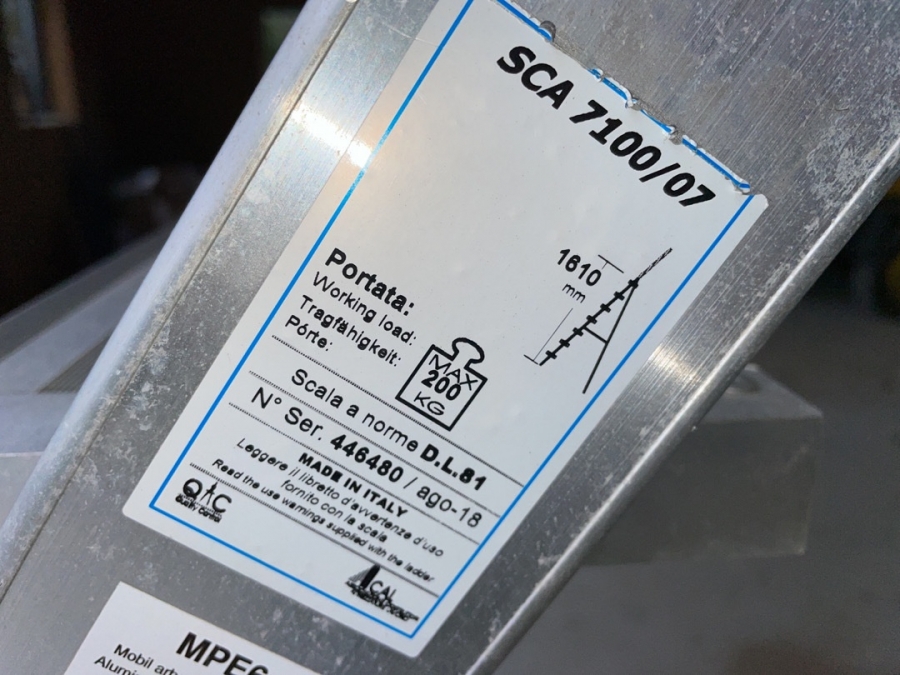 SCA 7100/07
1610
mm
Portata:
Working load:
Tragfähigkeit:
Pórte:
MAX
200
KG
Scala a norme D.L.81
N° Ser. 446480 / ago-18
MADE IN ITALY
Leggere il libretto d'avvertenze d'uso
fornito con la scala
Read the use warnings supplied with the ladder
QC
Quality Control
CAL
MPE6
Mobil art
Alumi